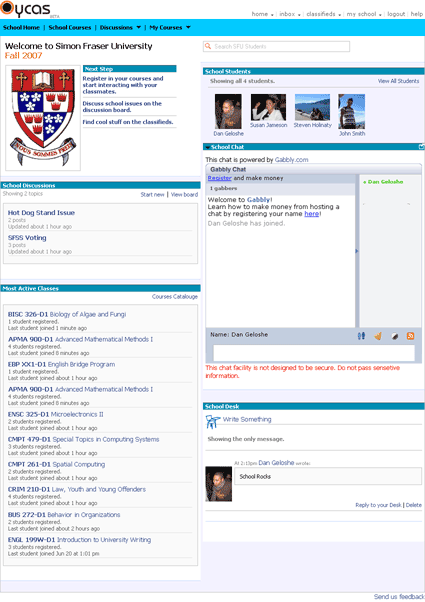 Oycas
BETA
home inbox classifieds my school logout help
School Home | School Courses | Discussions | My Courses
Welcome to Simon Fraser University
Fall 2007
Next Step
Register in your courses and start interacting with your classmates.
Discuss school issues on the discussion board.
Find cool stuff on the classifieds.
NOUS SOMMES PRÊTS
School Discussions
Showing 2 topics
Start new | View board
Hot Dog Stand Issue
2 posts
Updated about 1 hour ago
SFSS Voting
3 posts
Updated about 1 hour ago
Most Active Classes
Courses Catalouge
BISC 326-D1 Biology of Algae and Fungi
1 student registered.
Last student joined 1 minute ago
APMA 900-D1 Advanced Mathematical Methods I
4 students registered.
Last student joined 8 minutes ago
EBP XX1-D1 English Bridge Program
1 student registered.
Last student joined about 1 hour ago
APMA 900-D1 Advanced Mathematical Methods I
4 students registered.
Last student joined 8 minutes ago
ENSC 325-D1 Microelectronics II
2 students registered.
Last student joined about 1 hour ago
CMPT 479-D1 Special Topics in Computing Systems
3 students registered.
Last student joined about 1 hour ago
CMPT 261-D1 Spatial Computing
2 students registered.
Last student joined about 1 hour ago
CRIM 210-D1 Law, Youth and Young Offenders
4 students registered.
Last student joined about 1 hour ago
BUS 272-D1 Behavior in Organizations
2 students registered.
Last student joined about 2 hours ago
ENGL 199W-D1 Introduction to University Writing
3 students registered.
Last student joined Jun 20 at 1:01 pm
Search SFU Students
School Students
Showing all 4 students.
View All Students
Dan Geloshe
Susan Jameson
Steven Holinaty
John Smith
School Chat
This chat is powered by Gabbly.com
Gabbly Chat
Register and make money
1 gabbers
Welcome to Gabbly!
Learn how to make money from hosting a chat by registering your name here!
Dan Geloshe has joined.
Dan Geloshe
Name: Dan Geloshe
This chat facility is not designed to be secure. Do not pass sensetive information.
School Desk
Write Something
Showing the only message.
At 2:15pm Dan Geloshe wrote:
School Rocks
Reply to your Desk | Delete
Send us feedback